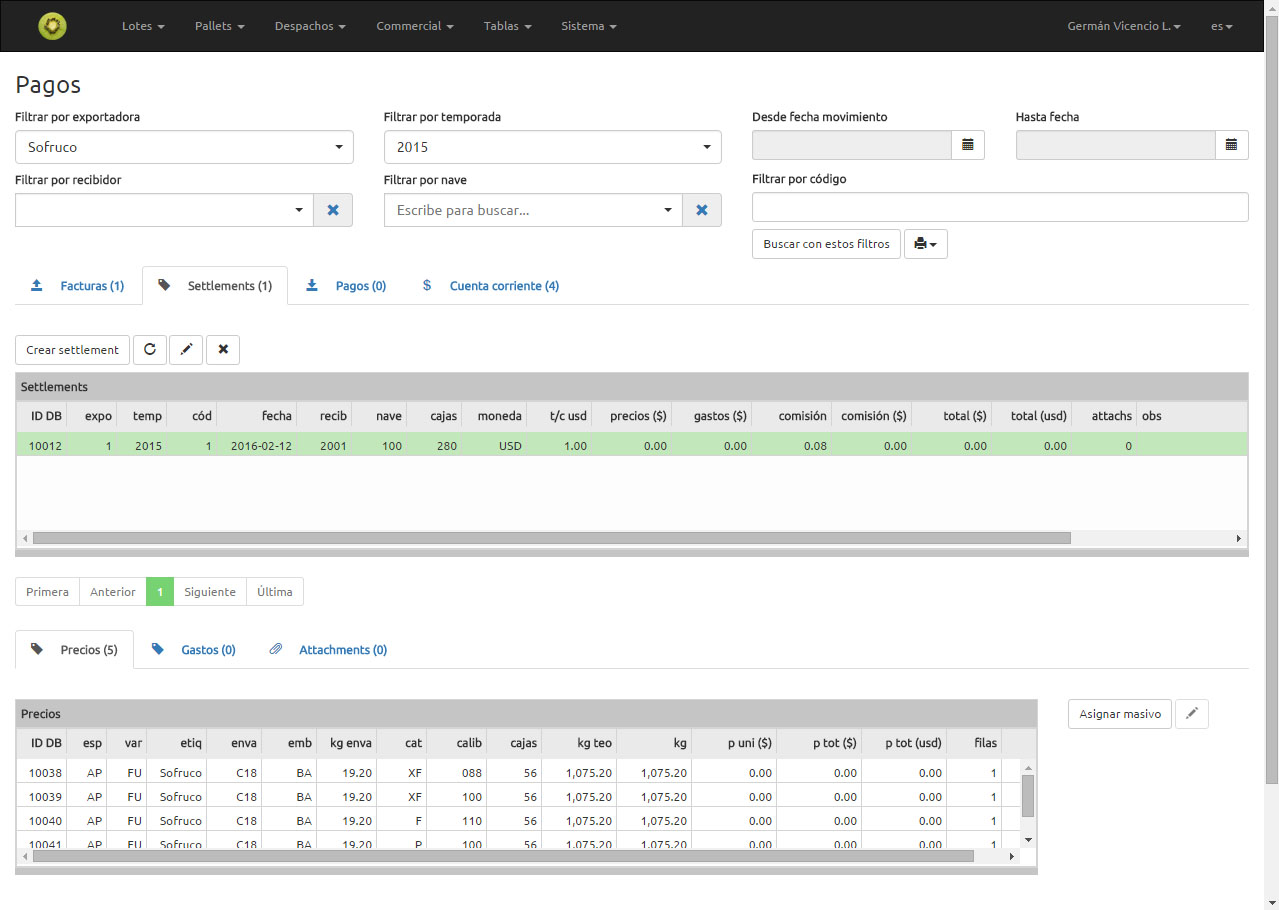 Lotes Pallets Despachos Commercial Tablas Sistema Germán Vicencio L. es
Pagos
Filtrar por exportadora Filtrar por temporada Desde fecha movimiento Hasta fecha
Sofruco 2015
Filtrar por recibidor Filtrar por nave Filtrar por código
Escribe para buscar...
Buscar con estos filtros
Facturas (1) Settlements (1) Pagos (0) $ Cuenta corriente (4)
Crear settlement
Settlements
ID DB expo temp cód fecha recib nave cajas moneda t/c usd precios ($) gastos ($) comisión comisión ($) total ($) total (usd) attachs obs
10012 1 2015 1 2016-02-12 2001 100 280 USD 1.00 0.00 0.00 0.08 0.00 0.00 0.00 0
Primera Anterior 1 Siguiente Última
Precios (5) Gastos (0) Attachments (0)
Precios Asignar masivo
ID DB esp var etiq enva emb kg enva cat calib cajas kg teo kg p uni ($) p tot ($) p tot (usd) filas
10038 AP FU Sofruco C18 BA 19.20 XF 088 56 1,075.20 1,075.20 0.00 0.00 0.00 1
10039 AP FU Sofruco C18 BA 19.20 XF 100 56 1,075.20 1,075.20 0.00 0.00 0.00 1
10040 AP FU Sofruco C18 BA 19.20 F 110 56 1,075.20 1,075.20 0.00 0.00 0.00 1
10041 AP FU Sofruco C18 BA 19.20 P 100 56 1,075.20 1,075.20 0.00 0.00 0.00 1